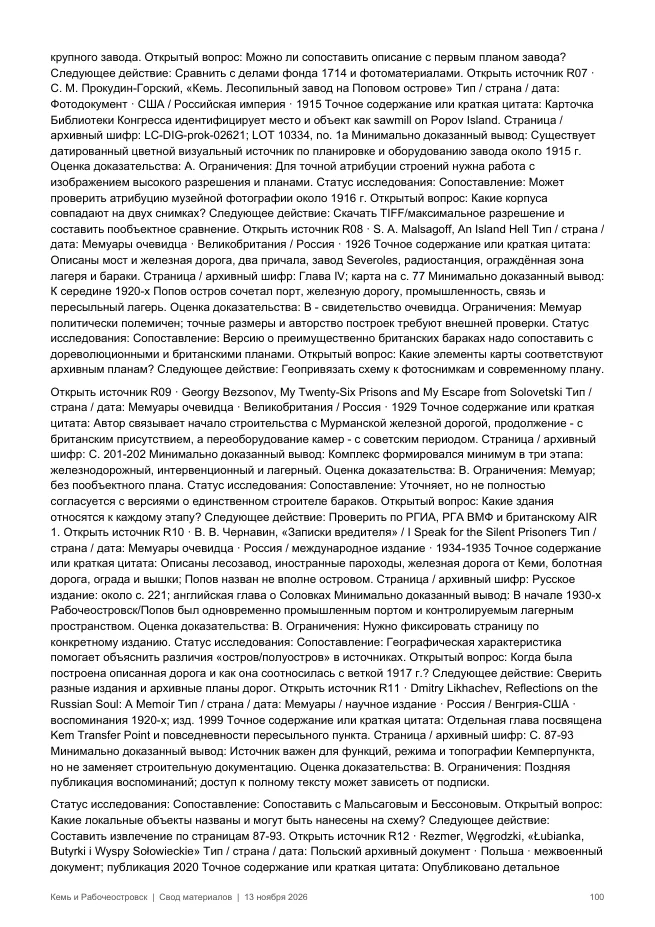 крупного завода. Открытый вопрос: Можно ли сопоставить описание с первым планом завода?
Следующее действие: Сравнить с делами фонда 1714 и фотоматериалами. Открыть источник R07 ·
С. М. Прокудин-Горский, «Кемь. Лесопильный завод на Поповом острове» Тип / страна / дата:
Фотодокумент · США / Российская империя · 1915 Точное содержание или краткая цитата: Карточка
Библиотеки Конгресса идентифицирует место и объект как sawmill on Popov Island. Страница /
архивный шифр: LC-DIG-prok-02621; LOT 10334, no. 1a Минимально доказанный вывод: Существует
датированный цветной визуальный источник по планировке и оборудованию завода около 1915 г.
Оценка доказательства: A. Ограничения: Для точной атрибуции строений нужна работа с
изображением высокого разрешения и планами. Статус исследования: Сопоставление: Может
проверить атрибуцию музейной фотографии около 1916 г. Открытый вопрос: Какие корпуса
совпадают на двух снимках? Следующее действие: Скачать TIFF/максимальное разрешение и
составить пообъектное сравнение. Открыть источник R08 · S. A. Malsagoff, An Island Hell Тип / страна /
дата: Мемуары очевидца · Великобритания / Россия · 1926 Точное содержание или краткая цитата:
Описаны мост и железная дорога, два причала, завод Severoles, радиостанция, ограждённая зона
лагеря и бараки. Страница / архивный шифр: Глава IV; карта на с. 77 Минимально доказанный вывод:
К середине 1920-х Попов остров сочетал порт, железную дорогу, промышленность, связь и
пересыльный лагерь. Оценка доказательства: B - свидетельство очевидца. Ограничения: Мемуар
политически полемичен; точные размеры и авторство построек требуют внешней проверки. Статус
исследования: Сопоставление: Версию о преимущественно британских бараках надо сопоставить с
дореволюционными и британскими планами. Открытый вопрос: Какие элементы карты соответствуют
архивным планам? Следующее действие: Геопривязать схему к фотоснимкам и современному плану.
Открыть источник R09 · Georgy Bezsonov, My Twenty-Six Prisons and My Escape from Solovetski Тип /
страна / дата: Мемуары очевидца · Великобритания / Россия · 1929 Точное содержание или краткая
цитата: Автор связывает начало строительства с Мурманской железной дорогой, продолжение - с
британским присутствием, а переоборудование камер - с советским периодом. Страница / архивный
шифр: С. 201-202 Минимально доказанный вывод: Комплекс формировался минимум в три этапа:
железнодорожный, интервенционный и лагерный. Оценка доказательства: B. Ограничения: Мемуар;
без пообъектного плана. Статус исследования: Сопоставление: Уточняет, но не полностью
согласуется с версиями о единственном строителе бараков. Открытый вопрос: Какие здания
относятся к каждому этапу? Следующее действие: Проверить по РГИА, РГА ВМФ и британскому AIR
1. Открыть источник R10 · В. В. Чернавин, «Записки вредителя» / I Speak for the Silent Prisoners Тип /
страна / дата: Мемуары очевидца · Россия / международное издание · 1934-1935 Точное содержание
или краткая цитата: Описаны лесозавод, иностранные пароходы, железная дорога от Кеми, болотная
дорога, ограда и вышки; Попов назван не вполне островом. Страница / архивный шифр: Русское
издание: около с. 221; английская глава о Соловках Минимально доказанный вывод: В начале 1930-х
Рабочеостровск/Попов был одновременно промышленным портом и контролируемым лагерным
пространством. Оценка доказательства: B. Ограничения: Нужно фиксировать страницу по
конкретному изданию. Статус исследования: Сопоставление: Географическая характеристика
помогает объяснить различия «остров/полуостров» в источниках. Открытый вопрос: Когда была
построена описанная дорога и как она соотносилась с веткой 1917 г.? Следующее действие: Сверить
разные издания и архивные планы дорог. Открыть источник R11 · Dmitry Likhachev, Reflections on the
Russian Soul: A Memoir Тип / страна / дата: Мемуары / научное издание · Россия / Венгрия-США ·
воспоминания 1920-х; изд. 1999 Точное содержание или краткая цитата: Отдельная глава посвящена
Kem Transfer Point и повседневности пересыльного пункта. Страница / архивный шифр: С. 87-93
Минимально доказанный вывод: Источник важен для функций, режима и топографии Кемперпункта,
но не заменяет строительную документацию. Оценка доказательства: B. Ограничения: Поздняя
публикация воспоминаний; доступ к полному тексту может зависеть от подписки.
Статус исследования: Сопоставление: Сопоставить с Мальсаговым и Бессоновым. Открытый вопрос:
Какие локальные объекты названы и могут быть нанесены на схему? Следующее действие:
Составить извлечение по страницам 87-93. Открыть источник R12 · Rezmer, Węgrodzki, «Łubianka,
Butyrki i Wyspy Sołowieckie» Тип / страна / дата: Польский архивный документ · Польша · межвоенный
документ; публикация 2020 Точное содержание или краткая цитата: Опубликовано детальное
Кемь и Рабочеостровск | Свод материалов | 13 ноября 2026
100